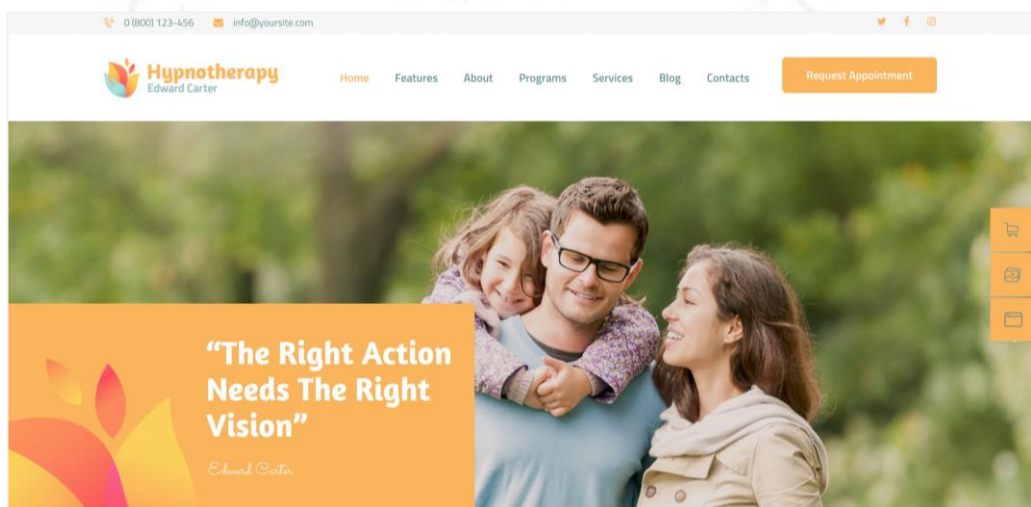 0 (800) 123-456 info@yoursite.com
Hypnotherapy
Edward Carter
Home Features About Programs Services Blog Contacts Request Appointment
“The Right Action
Needs The Right
Vision”
Edward Carter